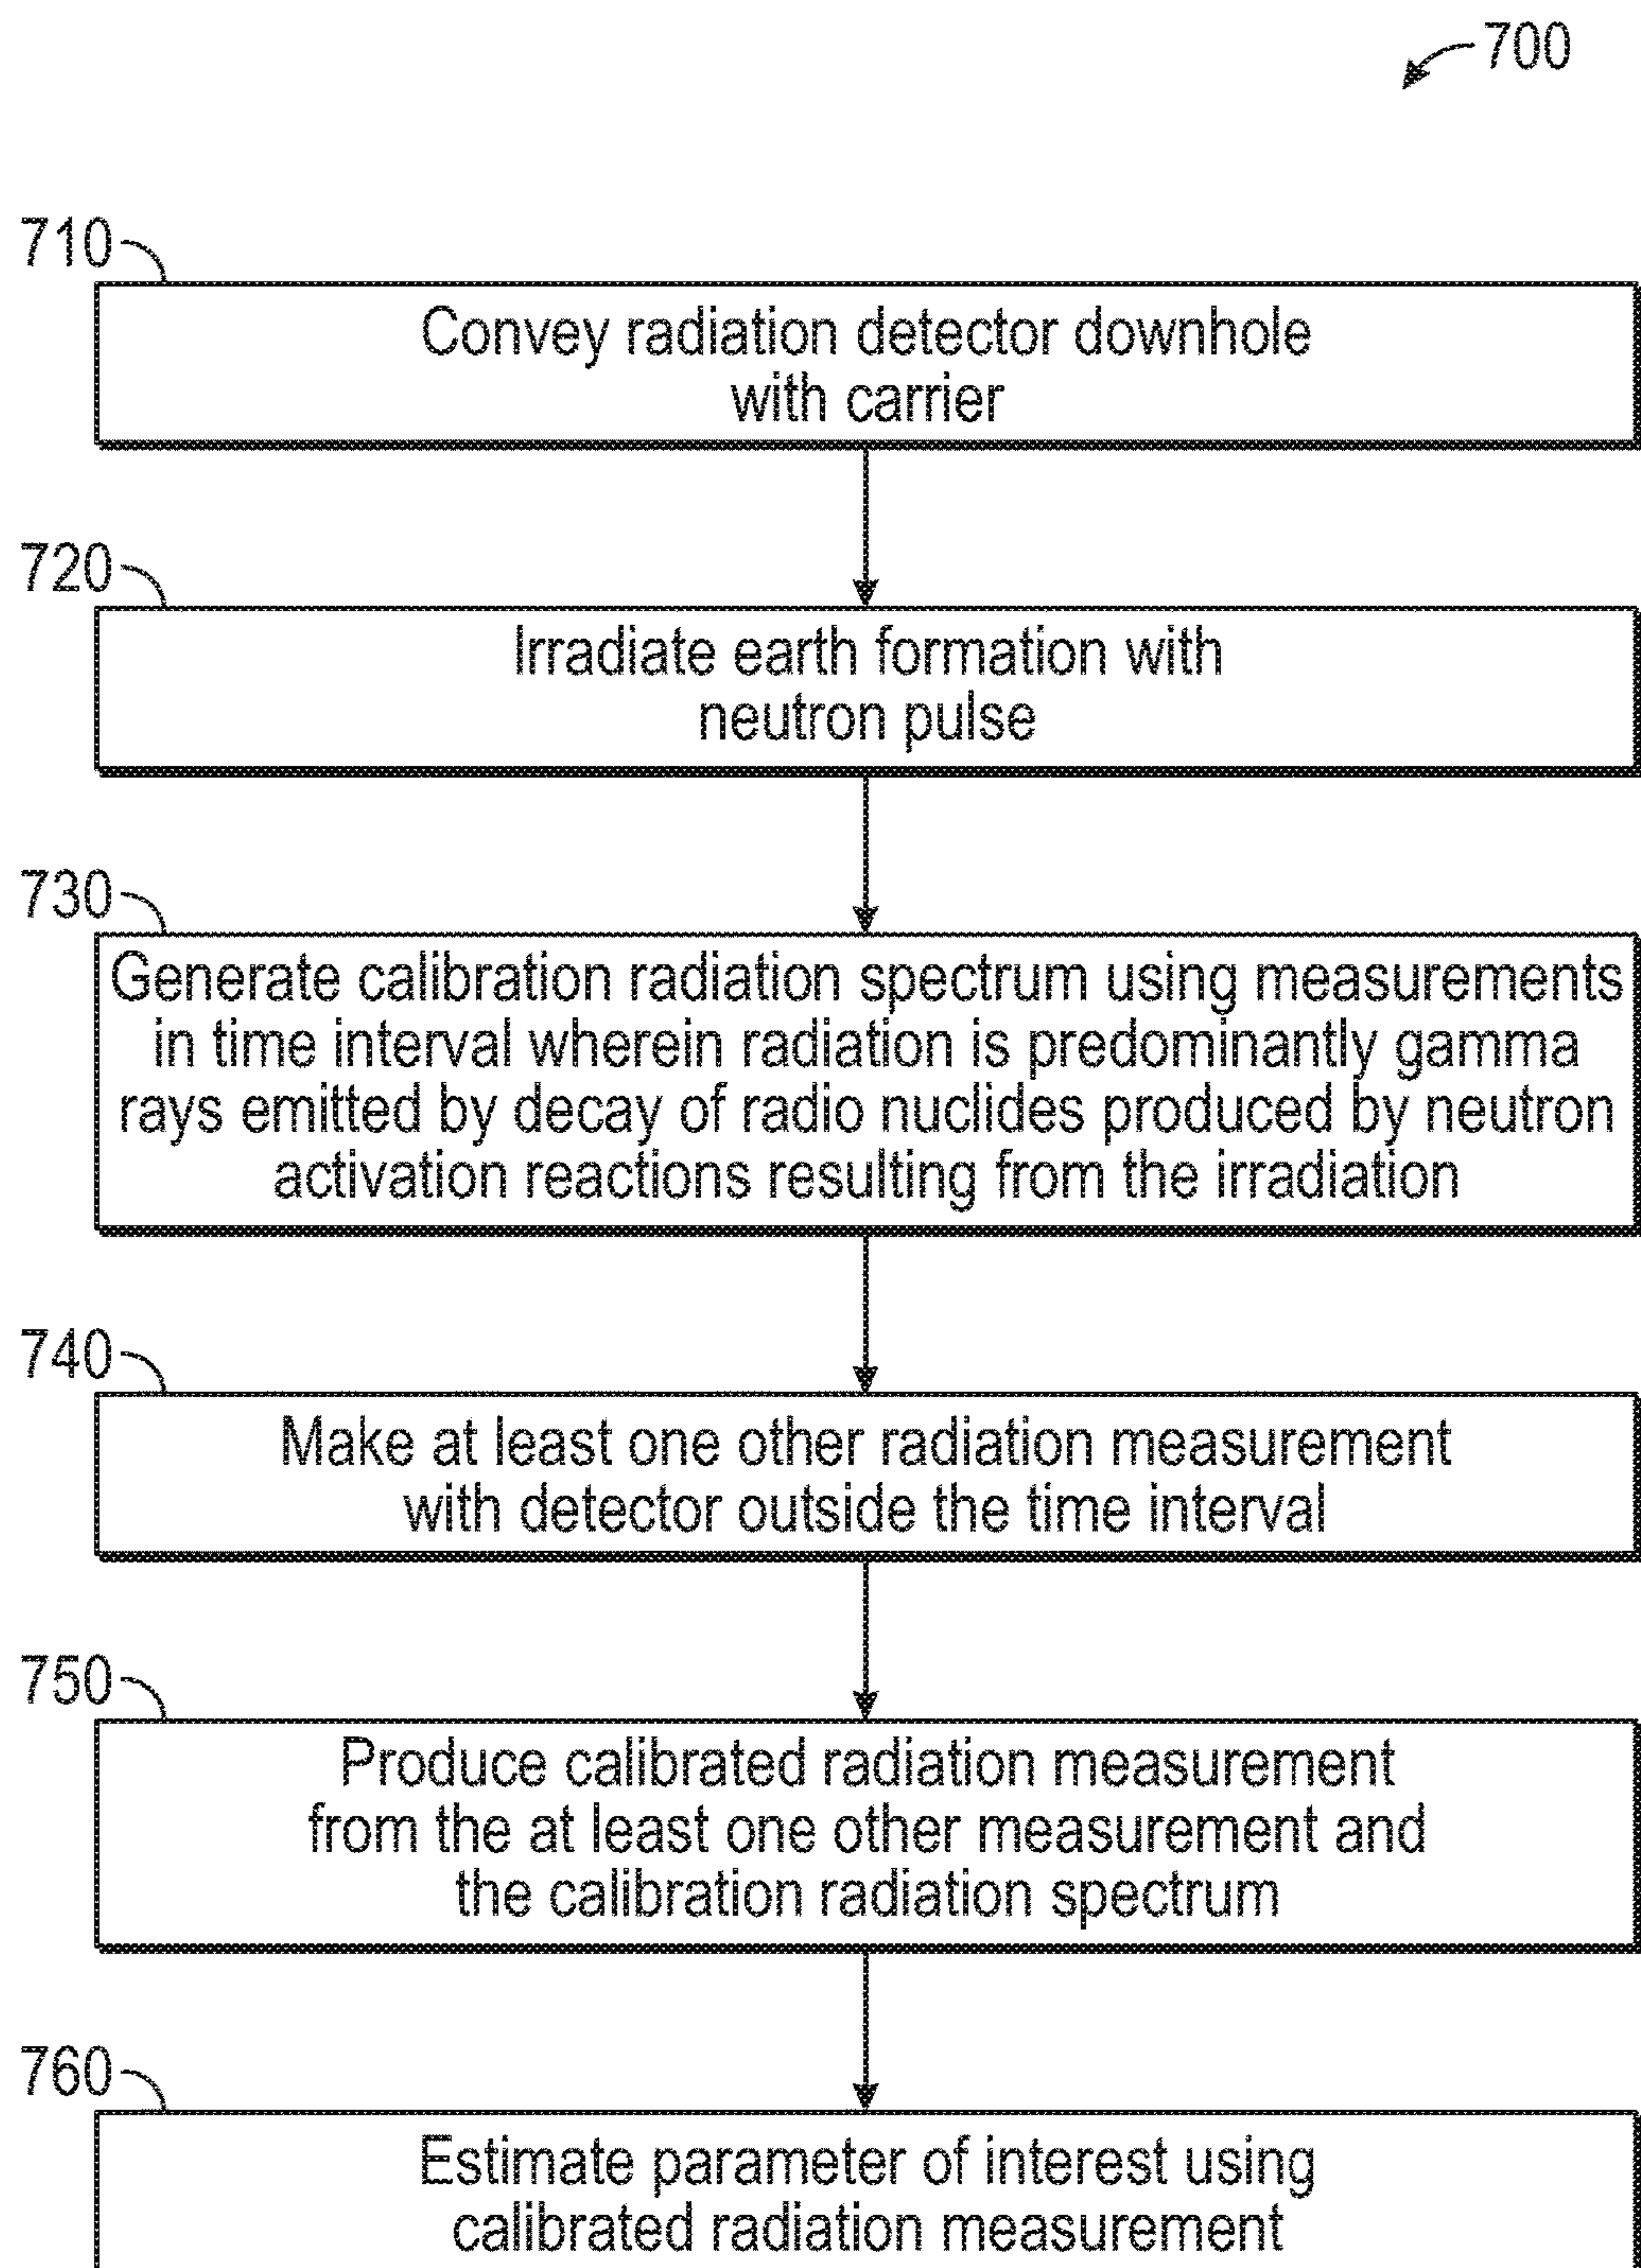 700
710
Convey radiation detector downhole
with carrier
720
Irradiate earth formation with
neutron pulse
730
Generate calibration radiation spectrum using measurements
in time interval wherein radiation is predominantly gamma
rays emitted by decay of radio nuclides produced by neutron
activation reactions resulting from the irradiation
740
Make at least one other radiation measurement
with detector outside the time interval
750
Produce calibrated radiation measurement
from the at least one other measurement and
the calibration radiation spectrum
760
Estimate parameter of interest using
calibrated radiation measurement